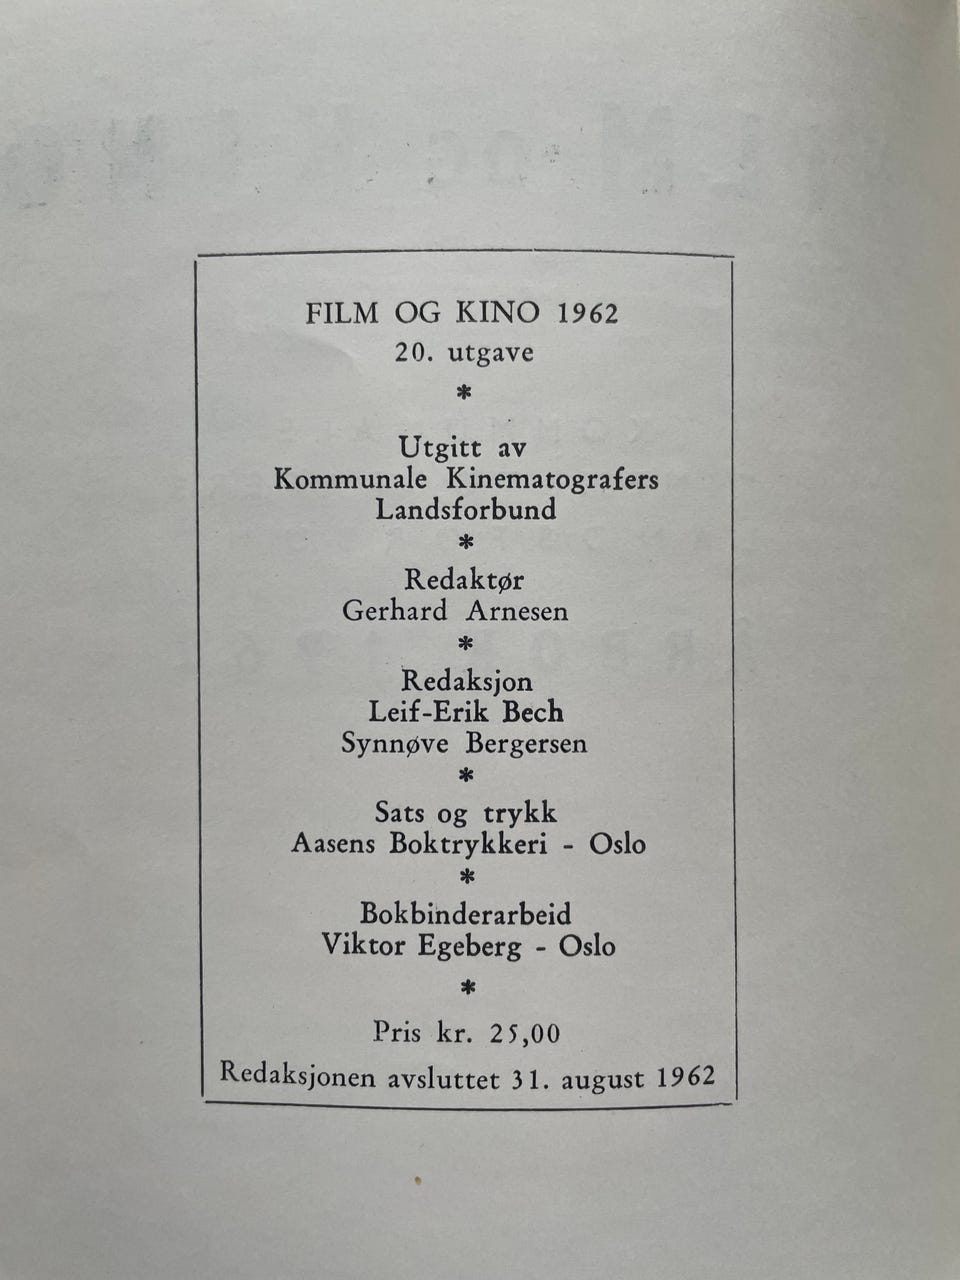 FILM OG KINO 1962
20. utgave
*
Utgitt av
Kommunale Kinematografers
Landsforbund
*
Redaktør
Gerhard Arnesen
*
Redaksjon
Leif-Erik Bech
Synnøve Bergersen
*
Sats og trykk
Aasens Boktrykkeri - Oslo
*
Bokbinderarbeid
Viktor Egeberg - Oslo
*
Pris kr. 25,00
Redaksjonen avsluttet 31. august 1962